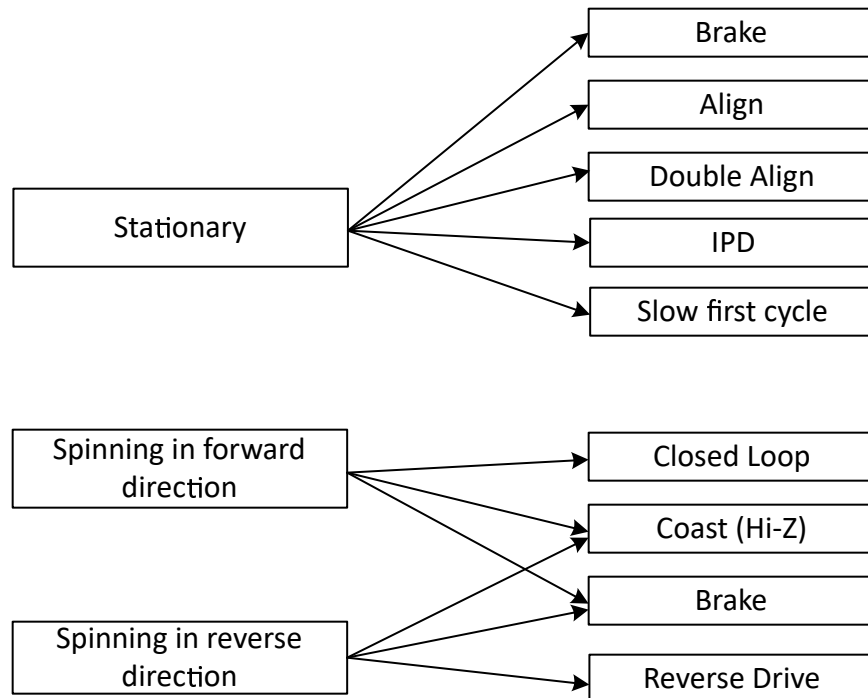 Brake
Align
Double Align
Stationary
IPD
Slow first cycle
Spinning in forward
direction
Closed Loop
Coast (Hi-Z)
Brake
Spinning in reverse
direction
Reverse Drive